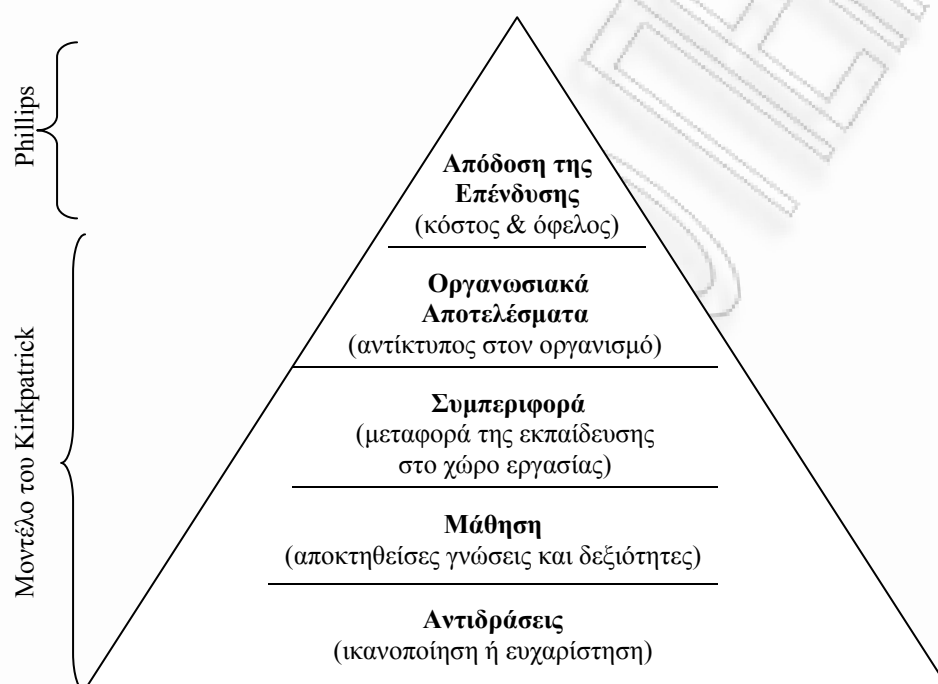 Phillips
Απόδοση της
Επένδυσης
(κόστος & όφελος)
Οργανωσιακά
Αποτελέσματα
(αντίκτυπος στον οργανισμό)
Μοντέλο του Kirkpatrick
Συμπεριφορά
(μεταφορά της εκπαίδευσης
στο χώρο εργασίας)
Μάθηση
(αποκτηθείσες γνώσεις και δεξιότητες)
Αντιδράσεις
(ικανοποίηση ή ευχαρίστηση)